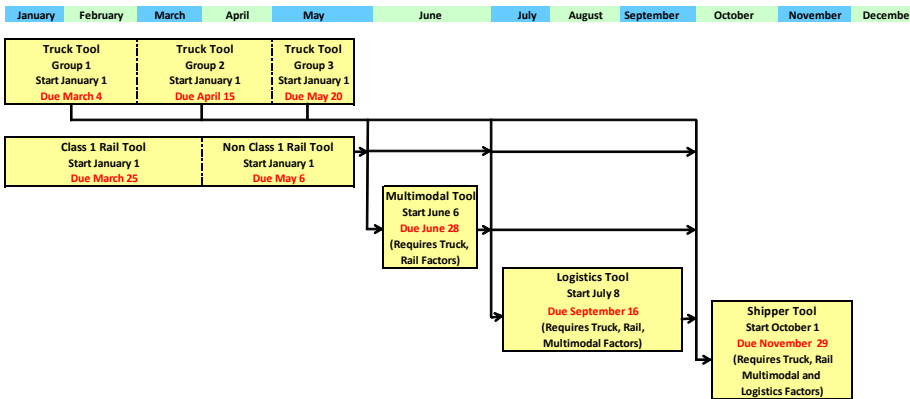 January February March April May June July August September October November Decembe
Truck Tool Truck Tool Truck Tool
Group 1 Group 2 Group 3
Start January 1 Start January 1 Start January 1
Due March 4 Due April 15 Due May 20
Class 1 Rail Tool Non Class 1 Rail Tool
Start January 1 Start January 1
Due March 25 Due May 6
Multimodal Tool
Start June 6
Due June 28
(Requires Truck,
Rail Factors)
Logistics Tool
Start July 8
Due September 16
(Requires Truck, Rail,
Multimodal Factors)
Shipper Tool
Start October 1
Due November 29
(Requires Truck, Rail
Multimodal and
Logistics Factors)